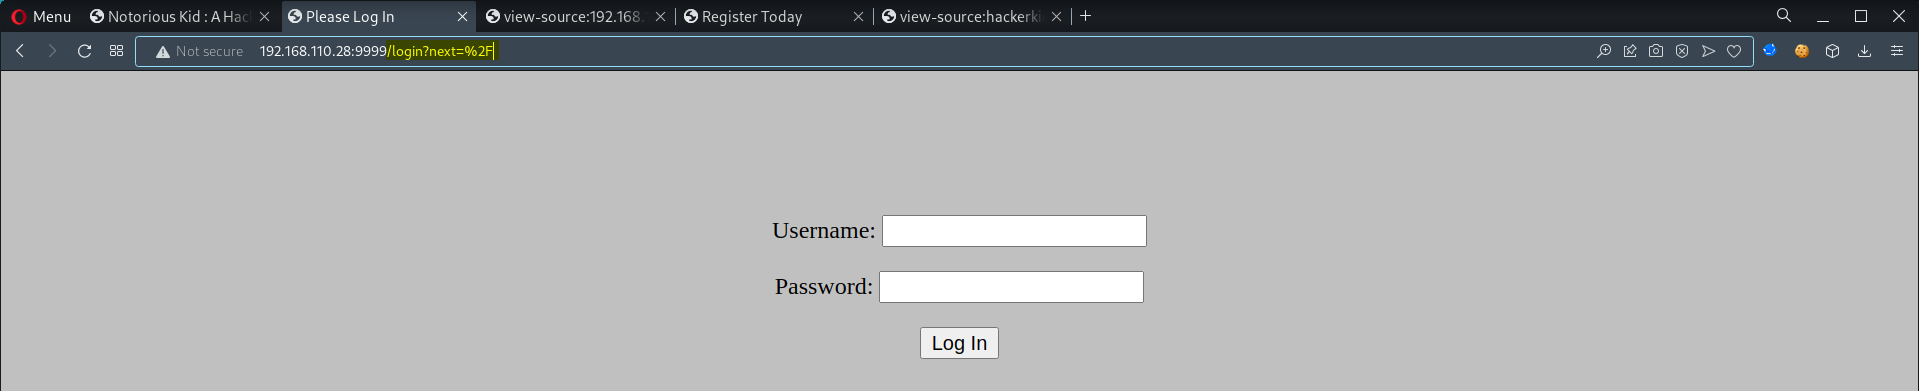 Menu
Notorious Kid : A Hac
Please Log In
view-source:192.168.
Register Today
view-source:hackerki
Not secure 192.168.110.28:9999/login?next=%2F
Username:
Password:
Log In